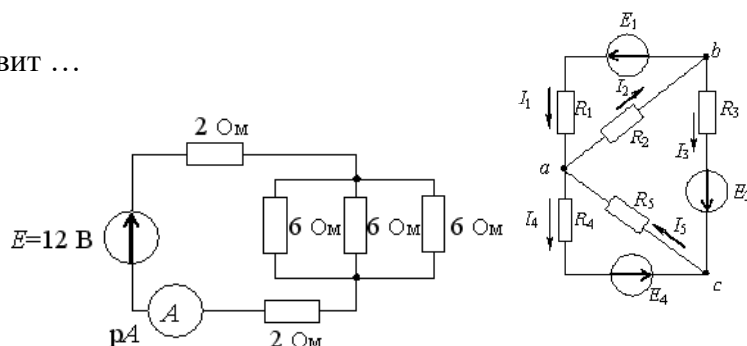 вит …
2 Ом
E=12 В
6 Ом 6 Ом 6 Ом
pA
A
2 Ом
E1
b
I1
R1
I2
R2
R3
I3
a
I4
R4
R5
I5
E4
c